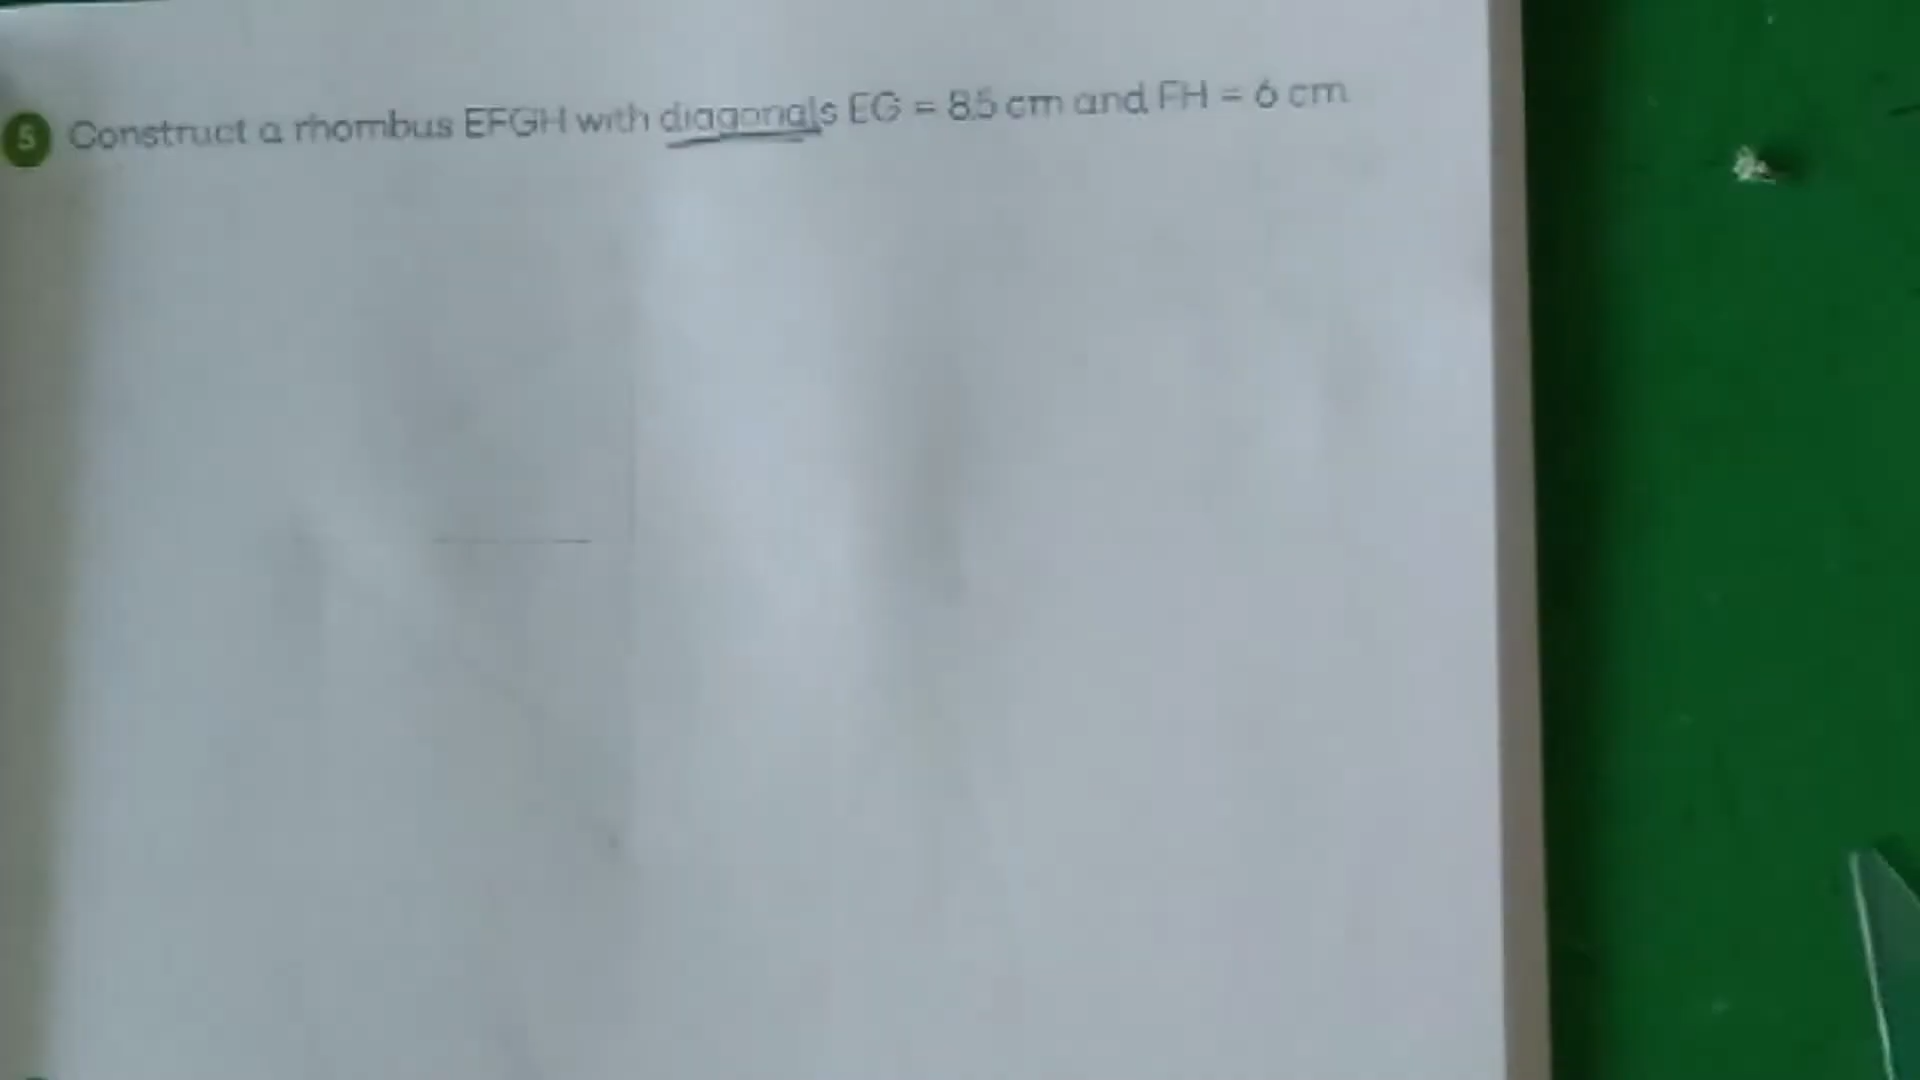 5 Construct a rhombus EFGH with diagonals EG = 8.5 cm and FH = 6 cm